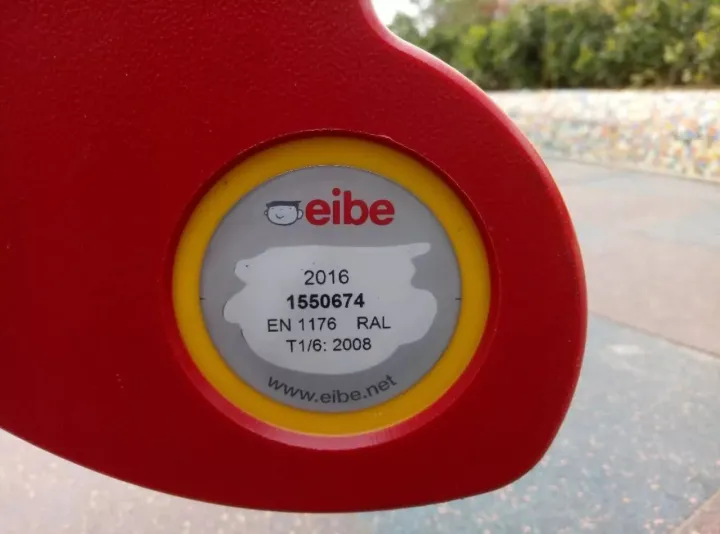 eibe
2016
1550674
EN 1176 RAL
T1/6: 2008
www.eibe.net